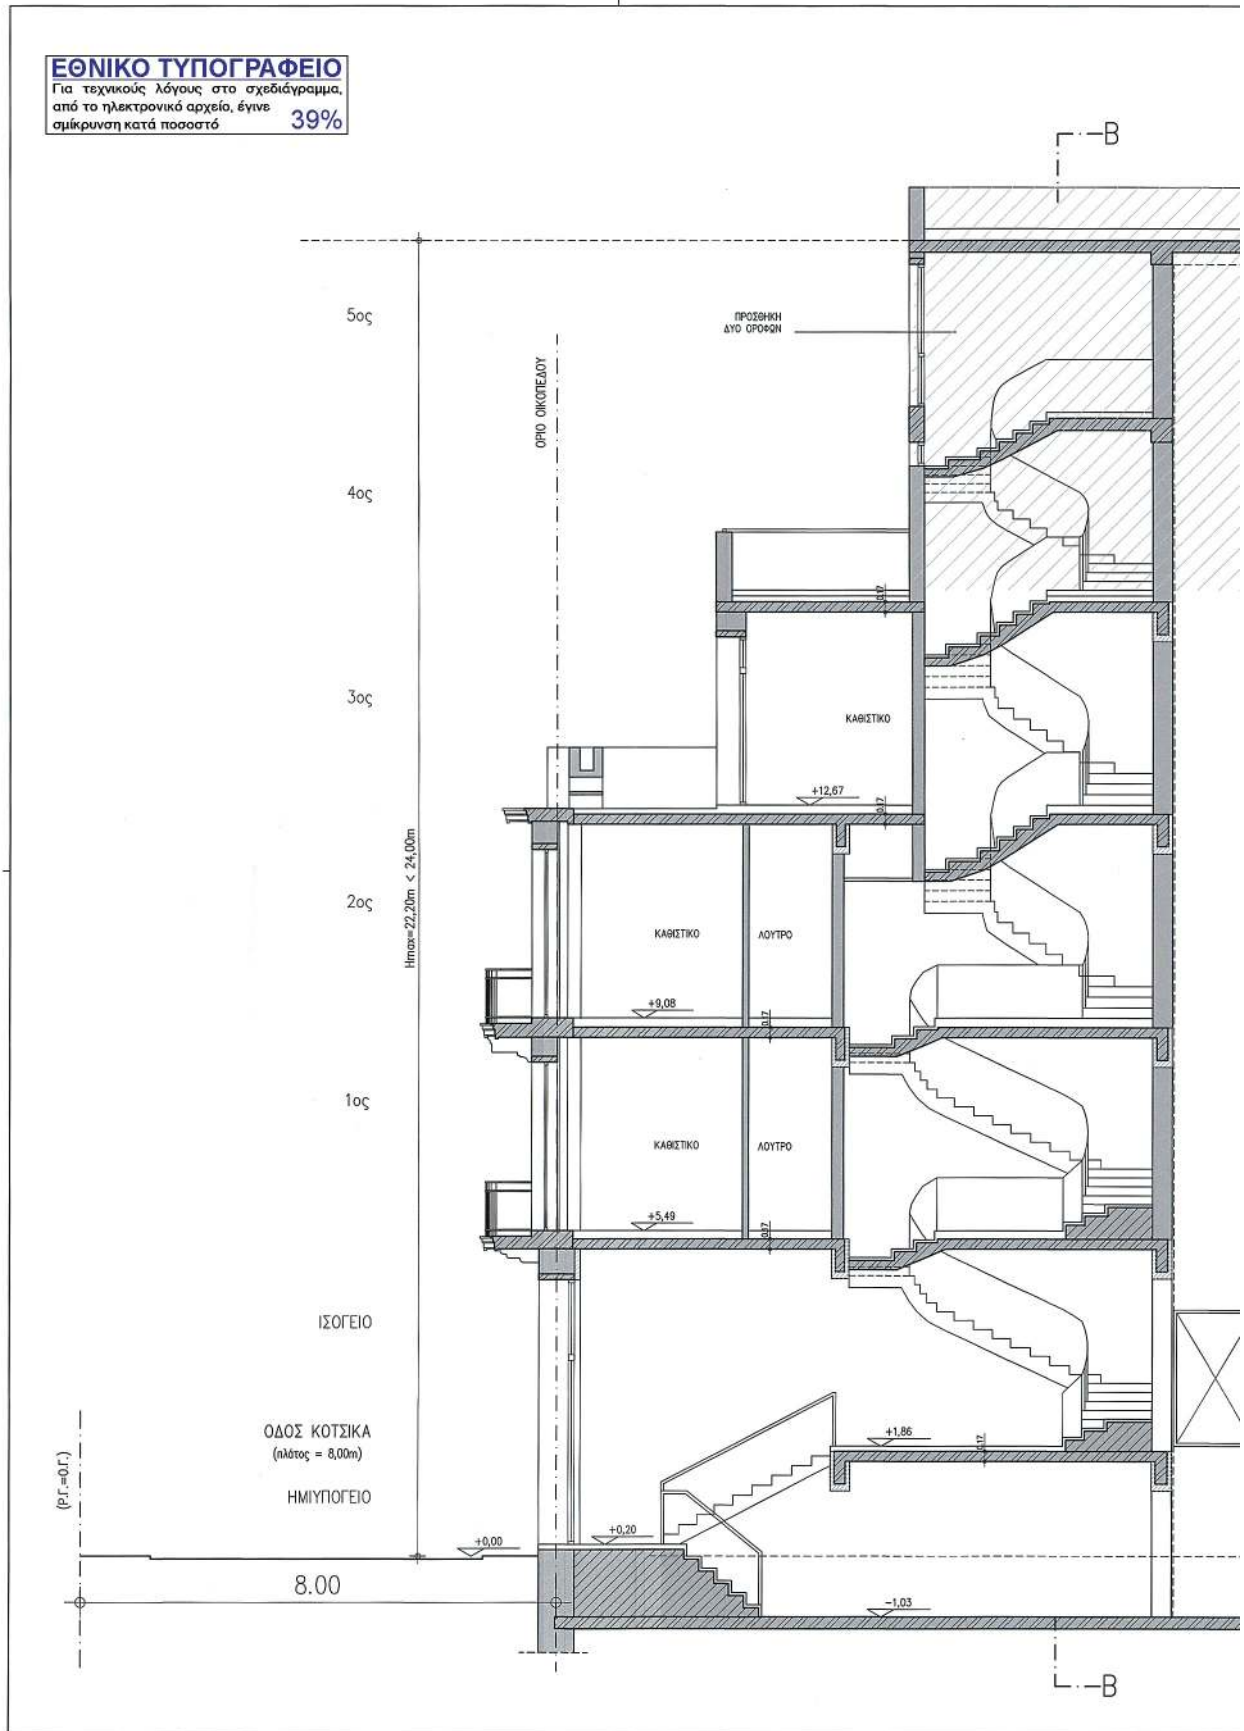 ΕΘΝΙΚΟ ΤΥΠΟΓΡΑΦΕΙΟ
Για τεχνικούς λόγους στο σχεδιάγραμμα,
από το ηλεκτρονικό αρχείο, έγινε
σμίκρυνση κατά ποσοστό 39%
B
5ος
ΠΡΟΣΘΗΚΗ
ΔΥΟ ΟΡΟΦΩΝ
ΟΡΙΟ ΟΙΚΟΠΕΔΟΥ
4ος
0.17
3ος
ΚΑΘΙΣΤΙΚΟ
+12,67
0.17
Hmax=22,20m < 24,00m
2ος
ΚΑΘΙΣΤΙΚΟ
ΛΟΥΤΡΟ
+9,08
0.17
1ος
ΚΑΘΙΣΤΙΚΟ
ΛΟΥΤΡΟ
+5,49
0.17
ΙΣΟΓΕΙΟ
ΟΔΟΣ ΚΟΤΣΙΚΑ
(πλάτος = 8,00m)
+1,86
0.17
(Ρ.Γ.=Ο.Γ.)
ΗΜΙΥΠΟΓΕΙΟ
+0,00
+0,20
8.00
-1,03
B